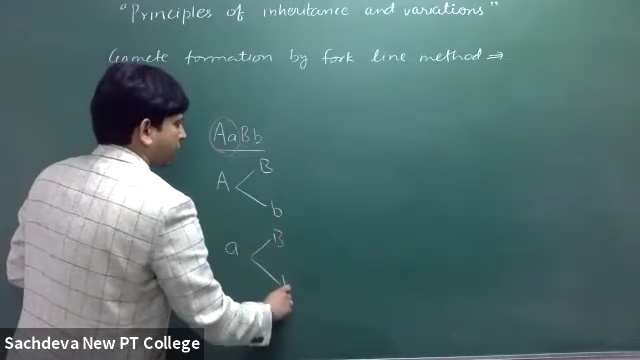 "Principles of inheritance and variations"
Gamete formation by fork line method ⇒
AaBb
B
A <
b
B
a <
Sachdeva New PT College